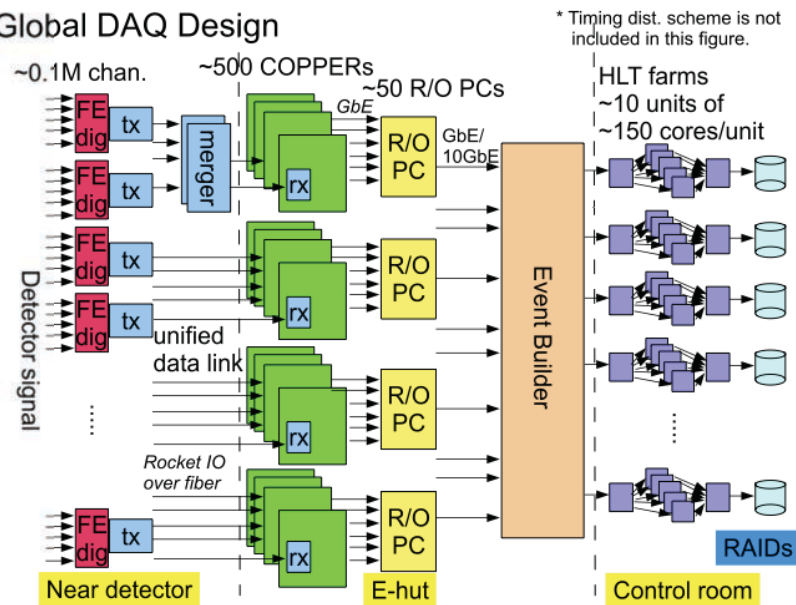 Global DAQ Design
* Timing dist. scheme is not
included in this figure.
~0.1M chan.
~500 COPPERs
~50 R/O PCs
HLT farms
~10 units of
~150 cores/unit
GbE
GbE/
10GbE
FE
dig
tx
merger
rx
R/O
PC
FE
dig
tx
FE
dig
tx
rx
R/O
PC
FE
dig
tx
Detector signal
unified
data link
Event Builder
rx
R/O
PC
Rocket IO
over fiber
FE
dig
tx
rx
R/O
PC
RAIDs
Near detector
E-hut
Control room